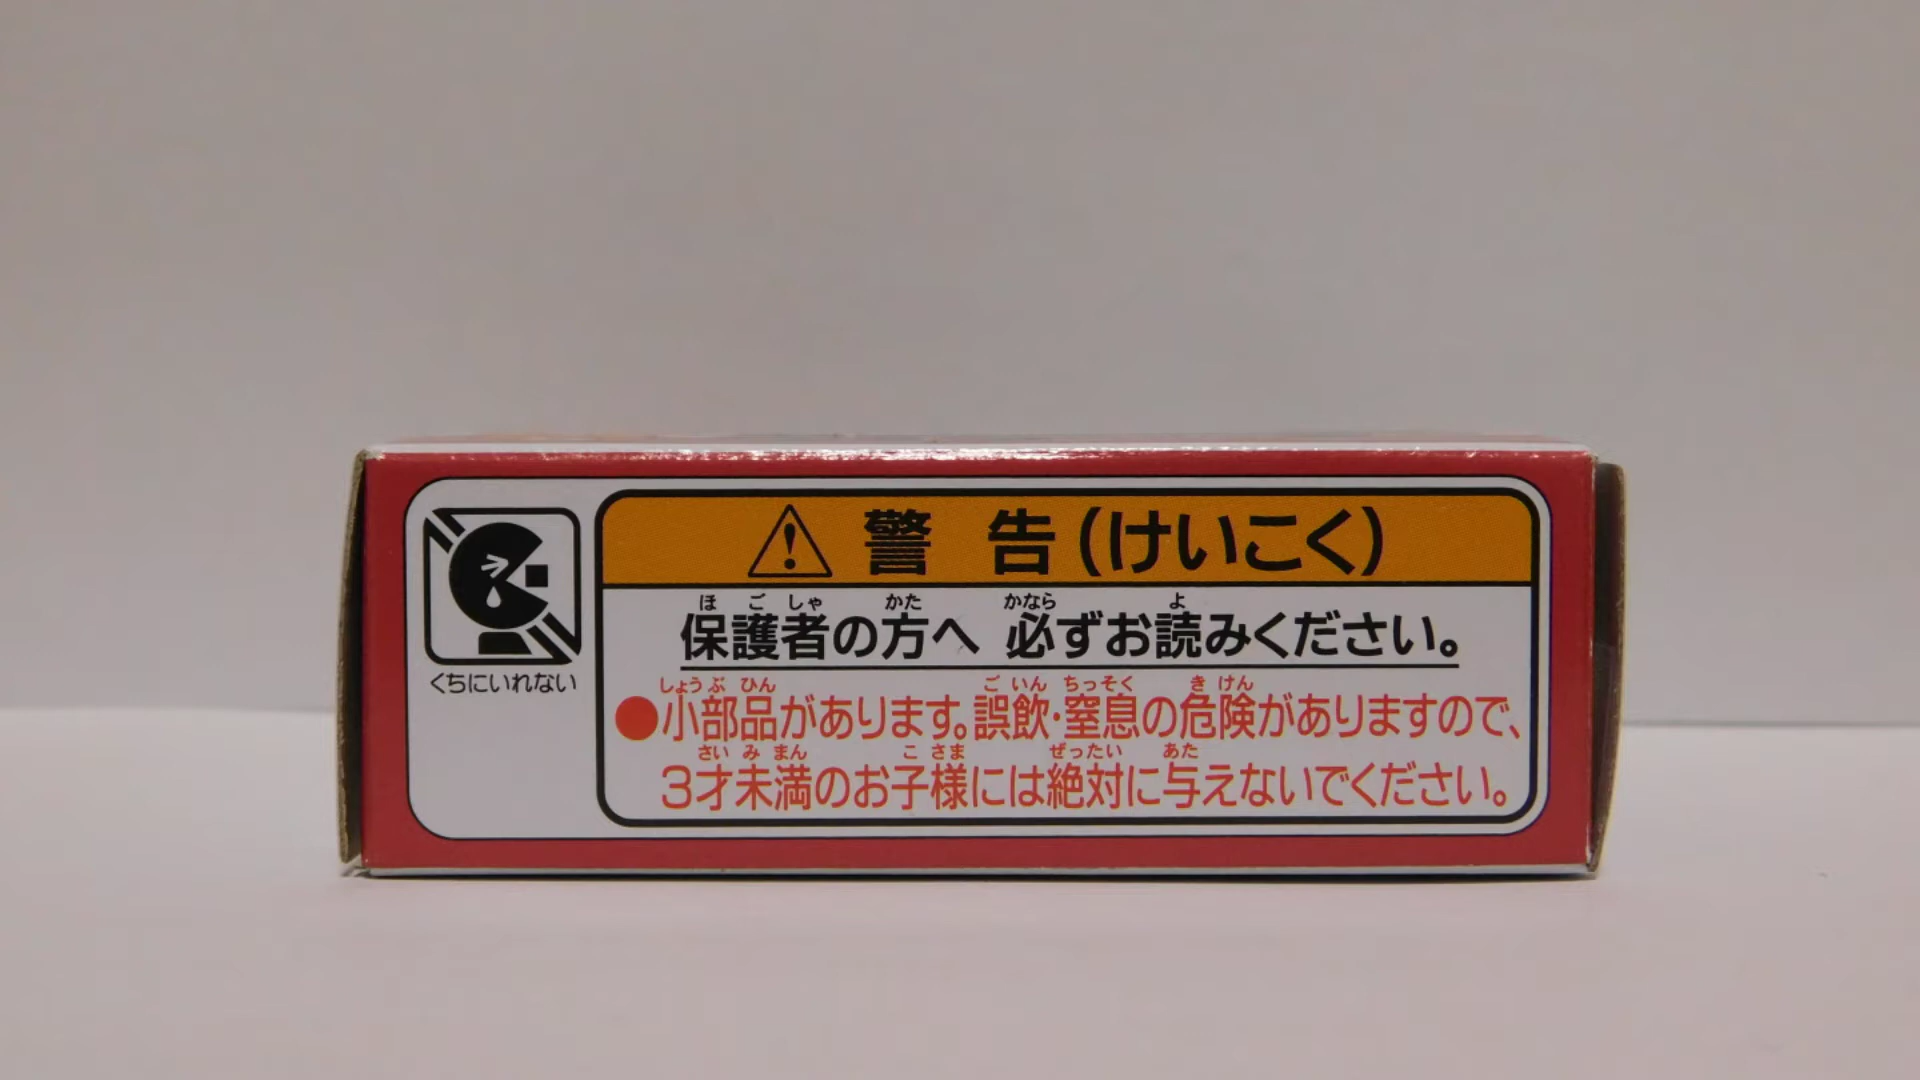 くちにいれない
警 告(けいこく)
ほ ご しゃ かた かなら よ
保護者の方へ 必ずお読みください。
しょう ぶ ひん ご いん ちっそく き けん
●小部品があります。誤飲・窒息の危険がありますので、
さい み まん こ さま ぜったい あた
3才未満のお子様には絶対に与えないでください。